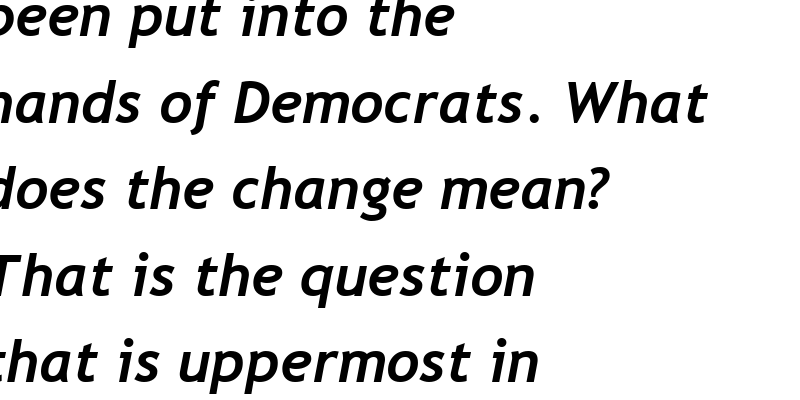 been put into the
hands of Democrats. What
does the change mean?
That is the question
that is uppermost in